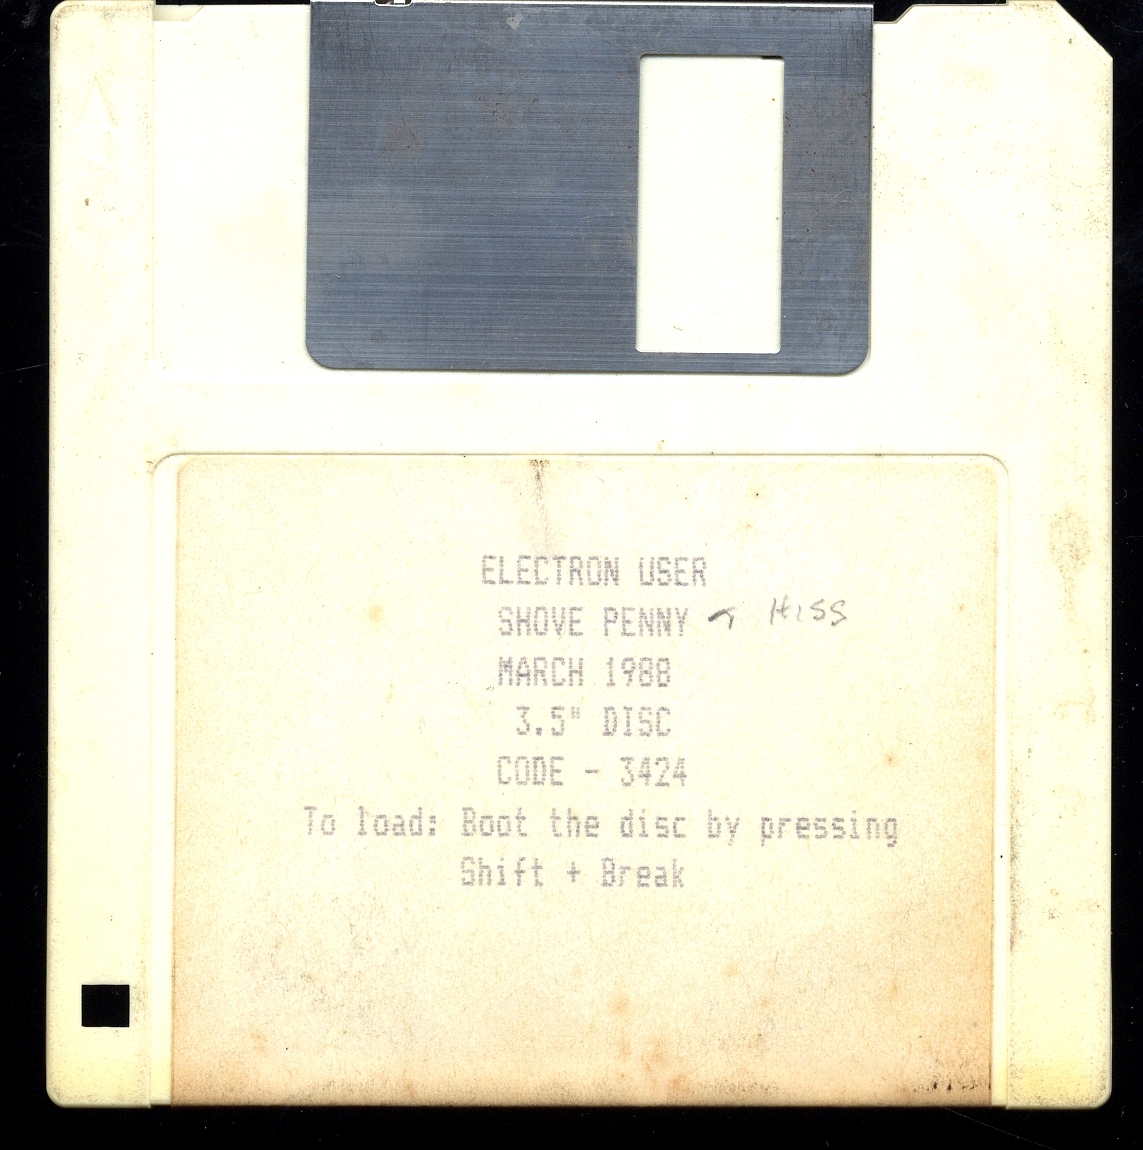 ELECTRON USER
SHOVE PENNY HISS
MARCH 1988
3.5" DISC
CODE - 3424
To load: Boot the disc by pressing
Shift + Break